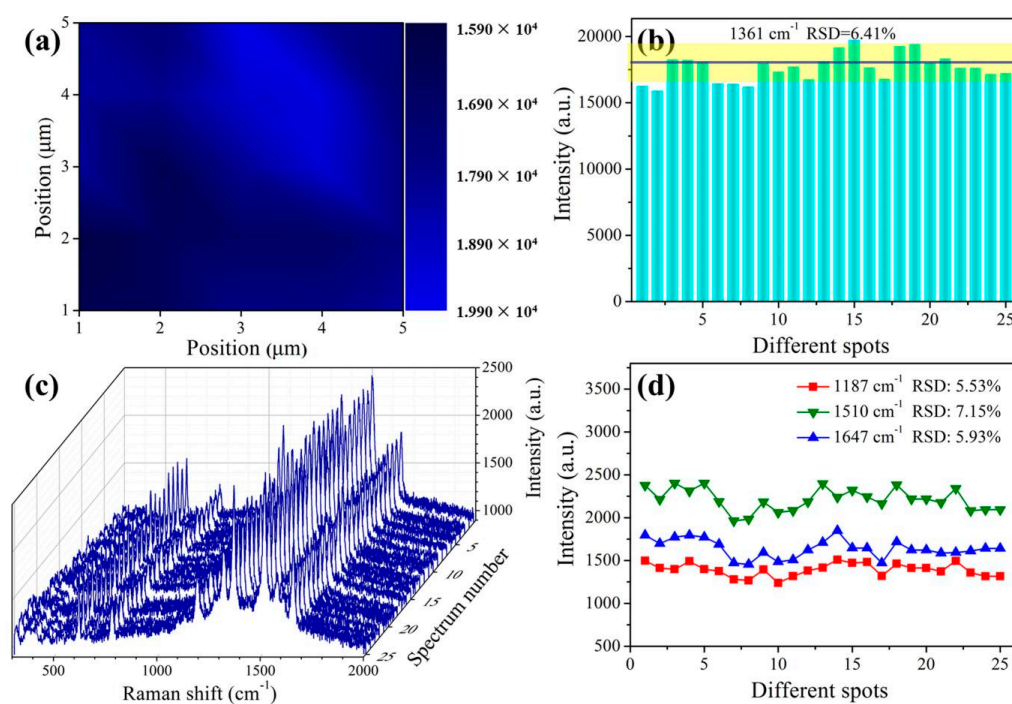 (a)
5
4
3
2
1
Position (μm)
1 2 3 4 5
Position (μm)
1.590 × 10⁴
1.690 × 10⁴
1.790 × 10⁴
1.890 × 10⁴
1.990 × 10⁴
(b)
1361 cm⁻¹ RSD=6.41%
20000
15000
10000
5000
0
Intensity (a.u.)
5 10 15 20 25
Different spots
(c)
2500
2000
1500
1000
Intensity (a.u.)
5
10
15
20
25
Spectrum number
500 1000 1500 2000
Raman shift (cm⁻¹)
(d)
1187 cm⁻¹ RSD: 5.53%
1510 cm⁻¹ RSD: 7.15%
1647 cm⁻¹ RSD: 5.93%
3500
3000
2500
2000
1500
1000
500
Intensity (a.u.)
0 5 10 15 20 25
Different spots